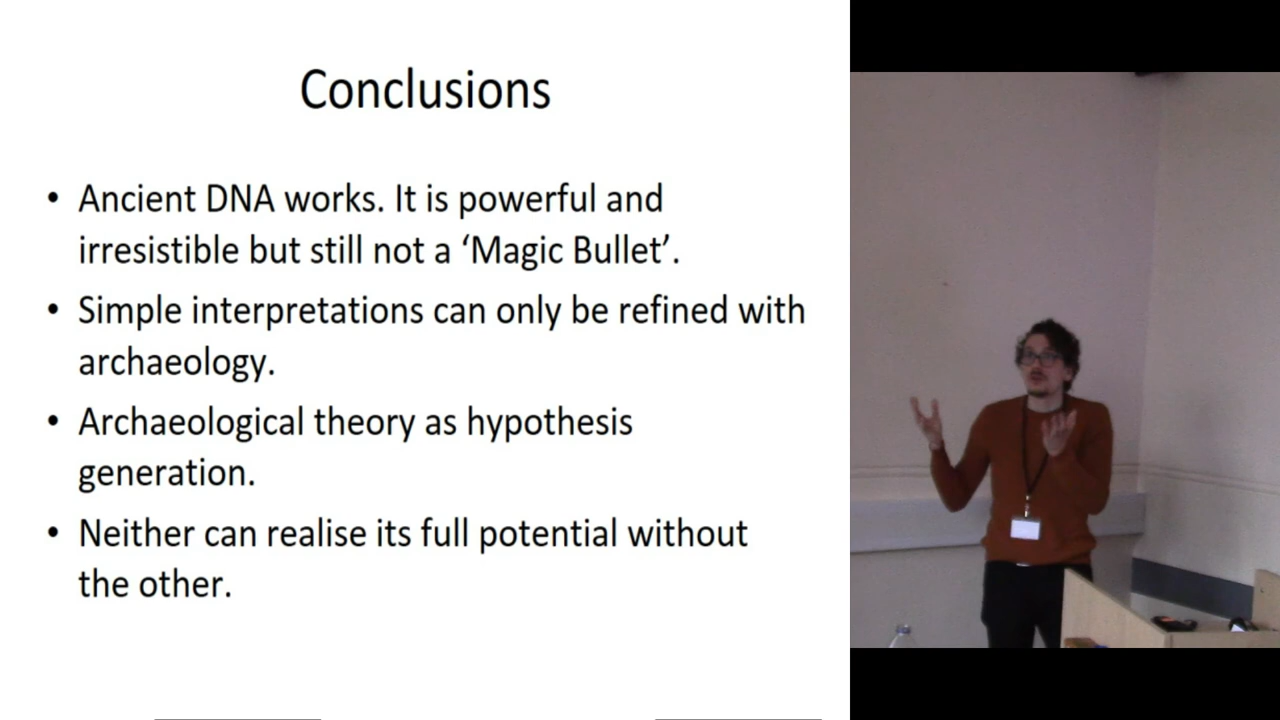 Conclusions
• Ancient DNA works. It is powerful and
irresistible but still not a ‘Magic Bullet’.
• Simple interpretations can only be refined with
archaeology.
• Archaeological theory as hypothesis
generation.
• Neither can realise its full potential without
the other.